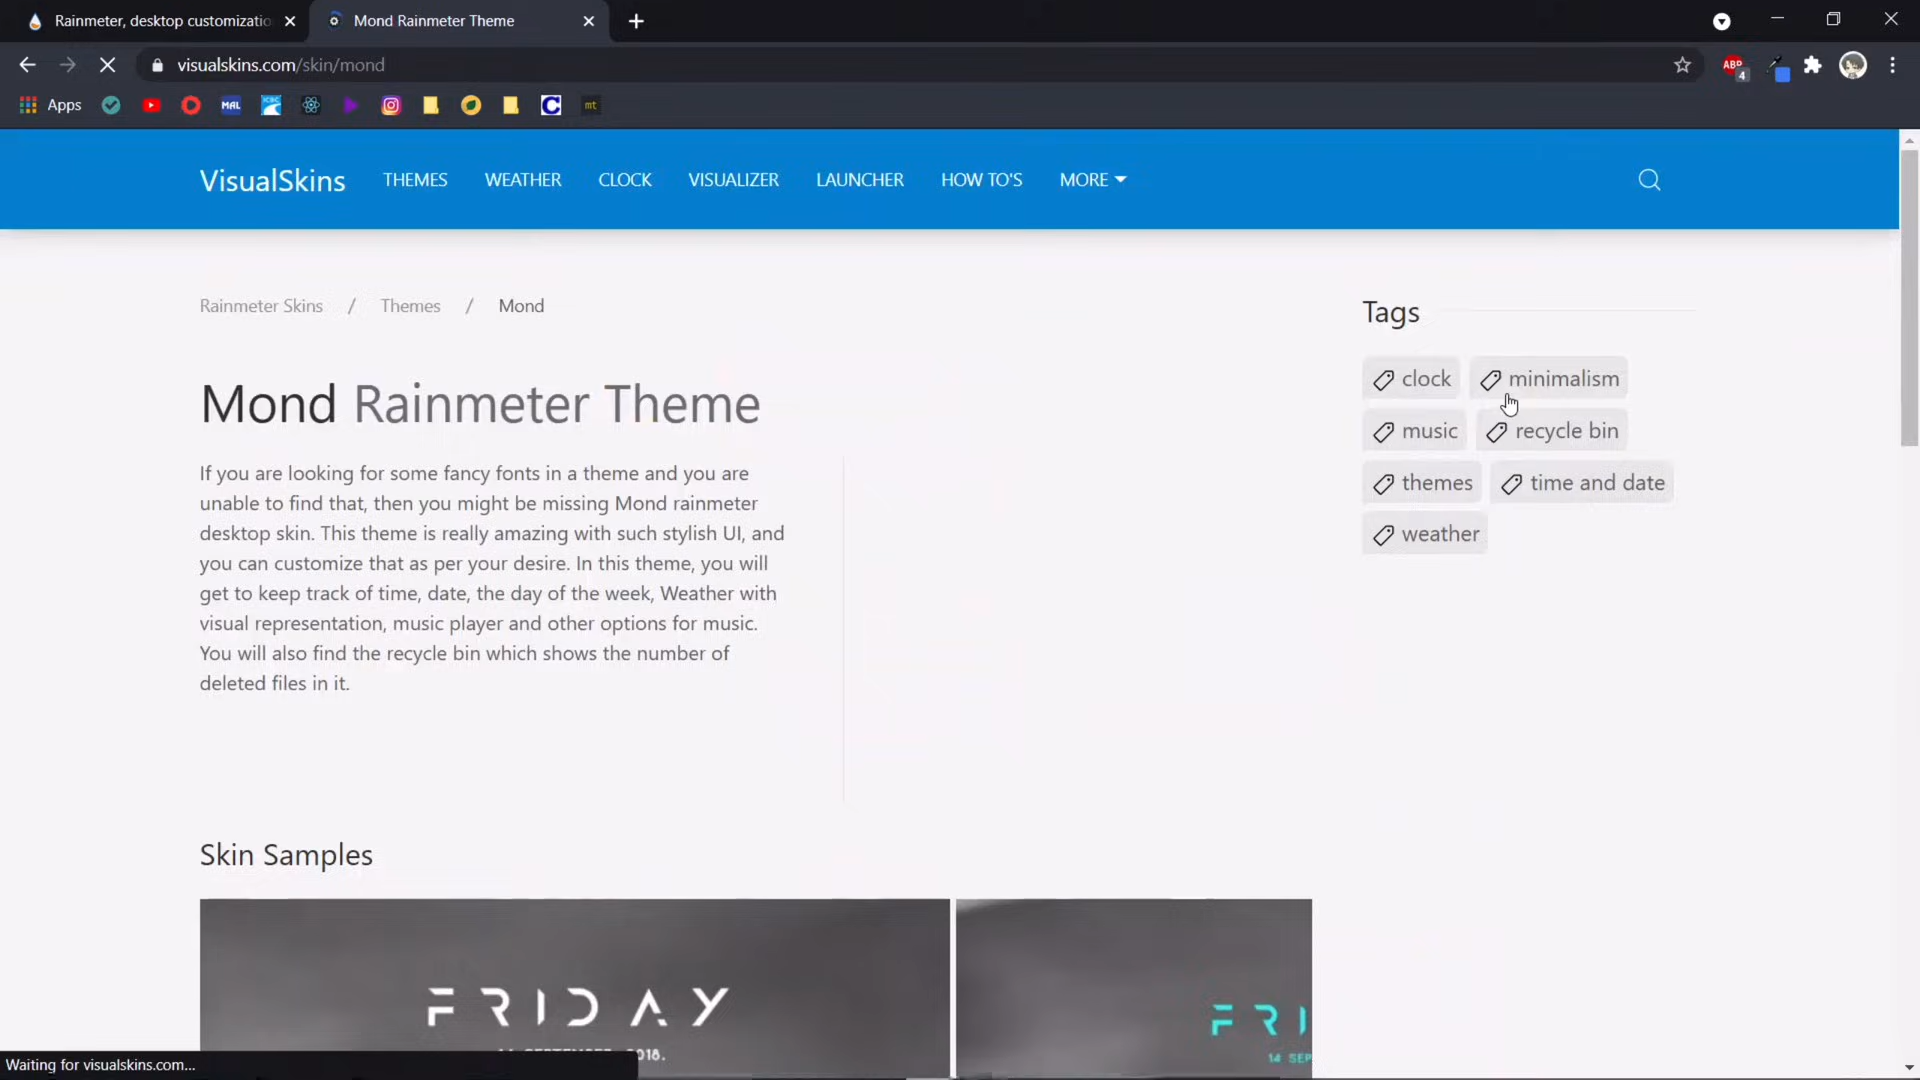 Rainmeter, desktop customizatio
Mond Rainmeter Theme
visualskins.com/skin/mond
ABP
4
Apps
MAL
mt
VisualSkins THEMES WEATHER CLOCK VISUALIZER LAUNCHER HOW TO'S MORE
Rainmeter Skins / Themes / Mond
Mond Rainmeter Theme
If you are looking for some fancy fonts in a theme and you are
unable to find that, then you might be missing Mond rainmeter
desktop skin. This theme is really amazing with such stylish UI, and
you can customize that as per your desire. In this theme, you will
get to keep track of time, date, the day of the week, Weather with
visual representation, music player and other options for music.
You will also find the recycle bin which shows the number of
deleted files in it.
Tags
clock minimalism
music recycle bin
themes time and date
weather
Skin Samples
FRIDAY
2018.
FRI
14 SEP
Waiting for visualskins.com...